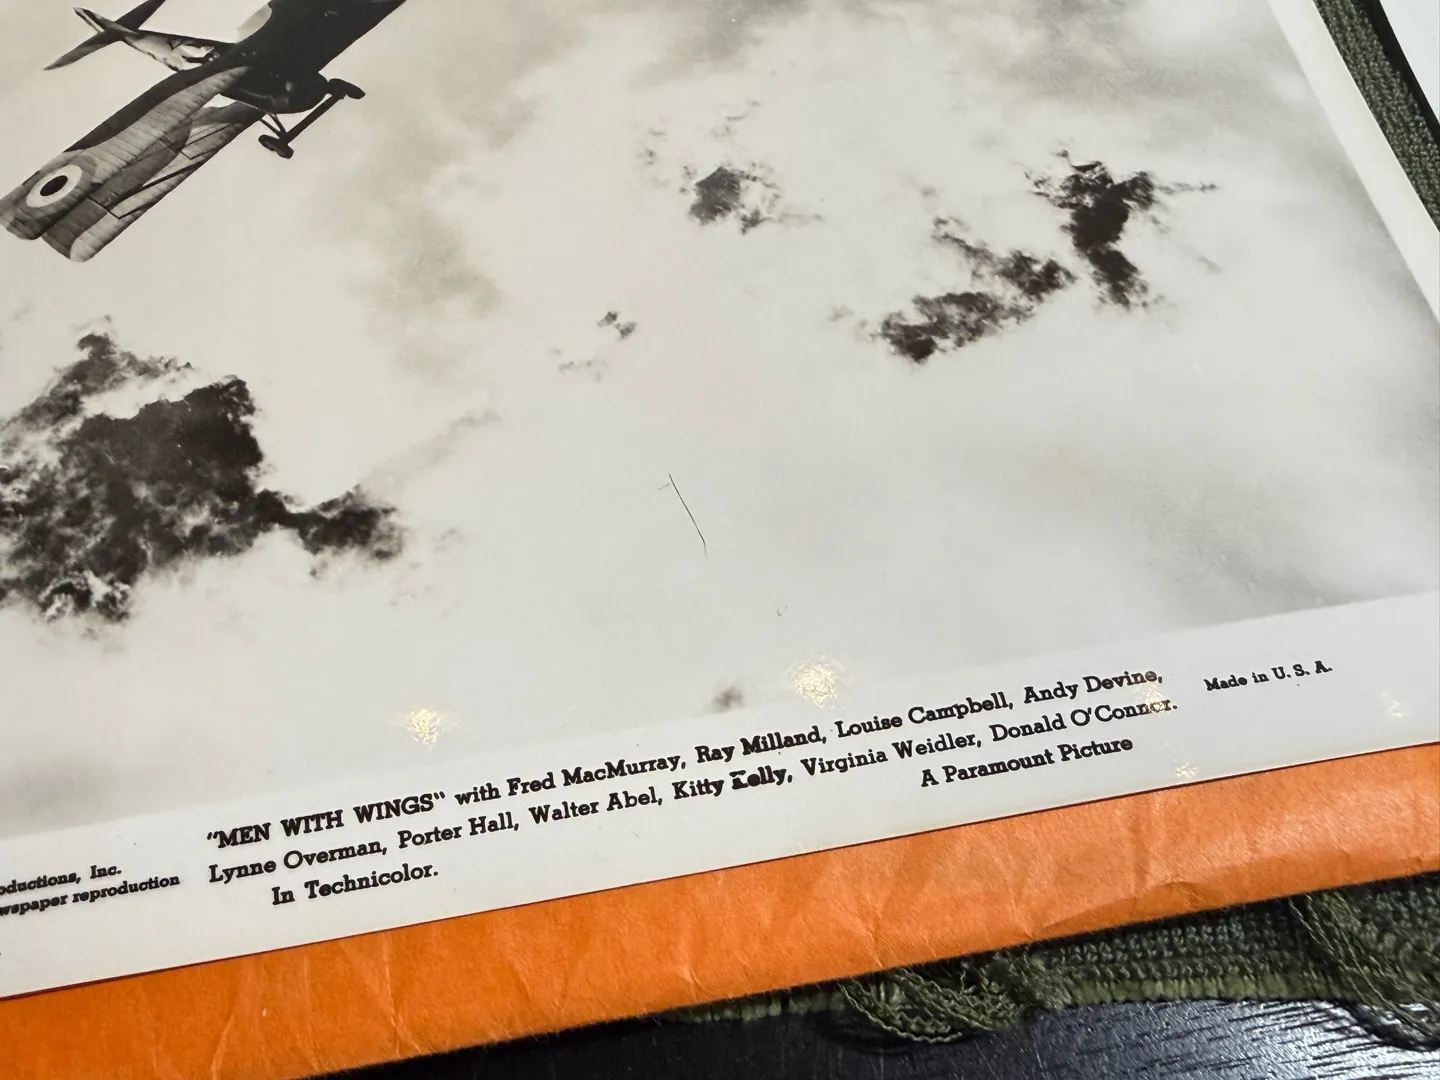 "MEN WITH WINGS" with Fred MacMurray, Ray Milland, Louise Campbell, Andy Devine,
Lynne Overman, Porter Hall, Walter Abel, Kitty Kelly, Virginia Weidler, Donald O'Connor.
In Technicolor. A Paramount Picture
Made in U. S. A.
oductions, Inc.
wspaper reproduction